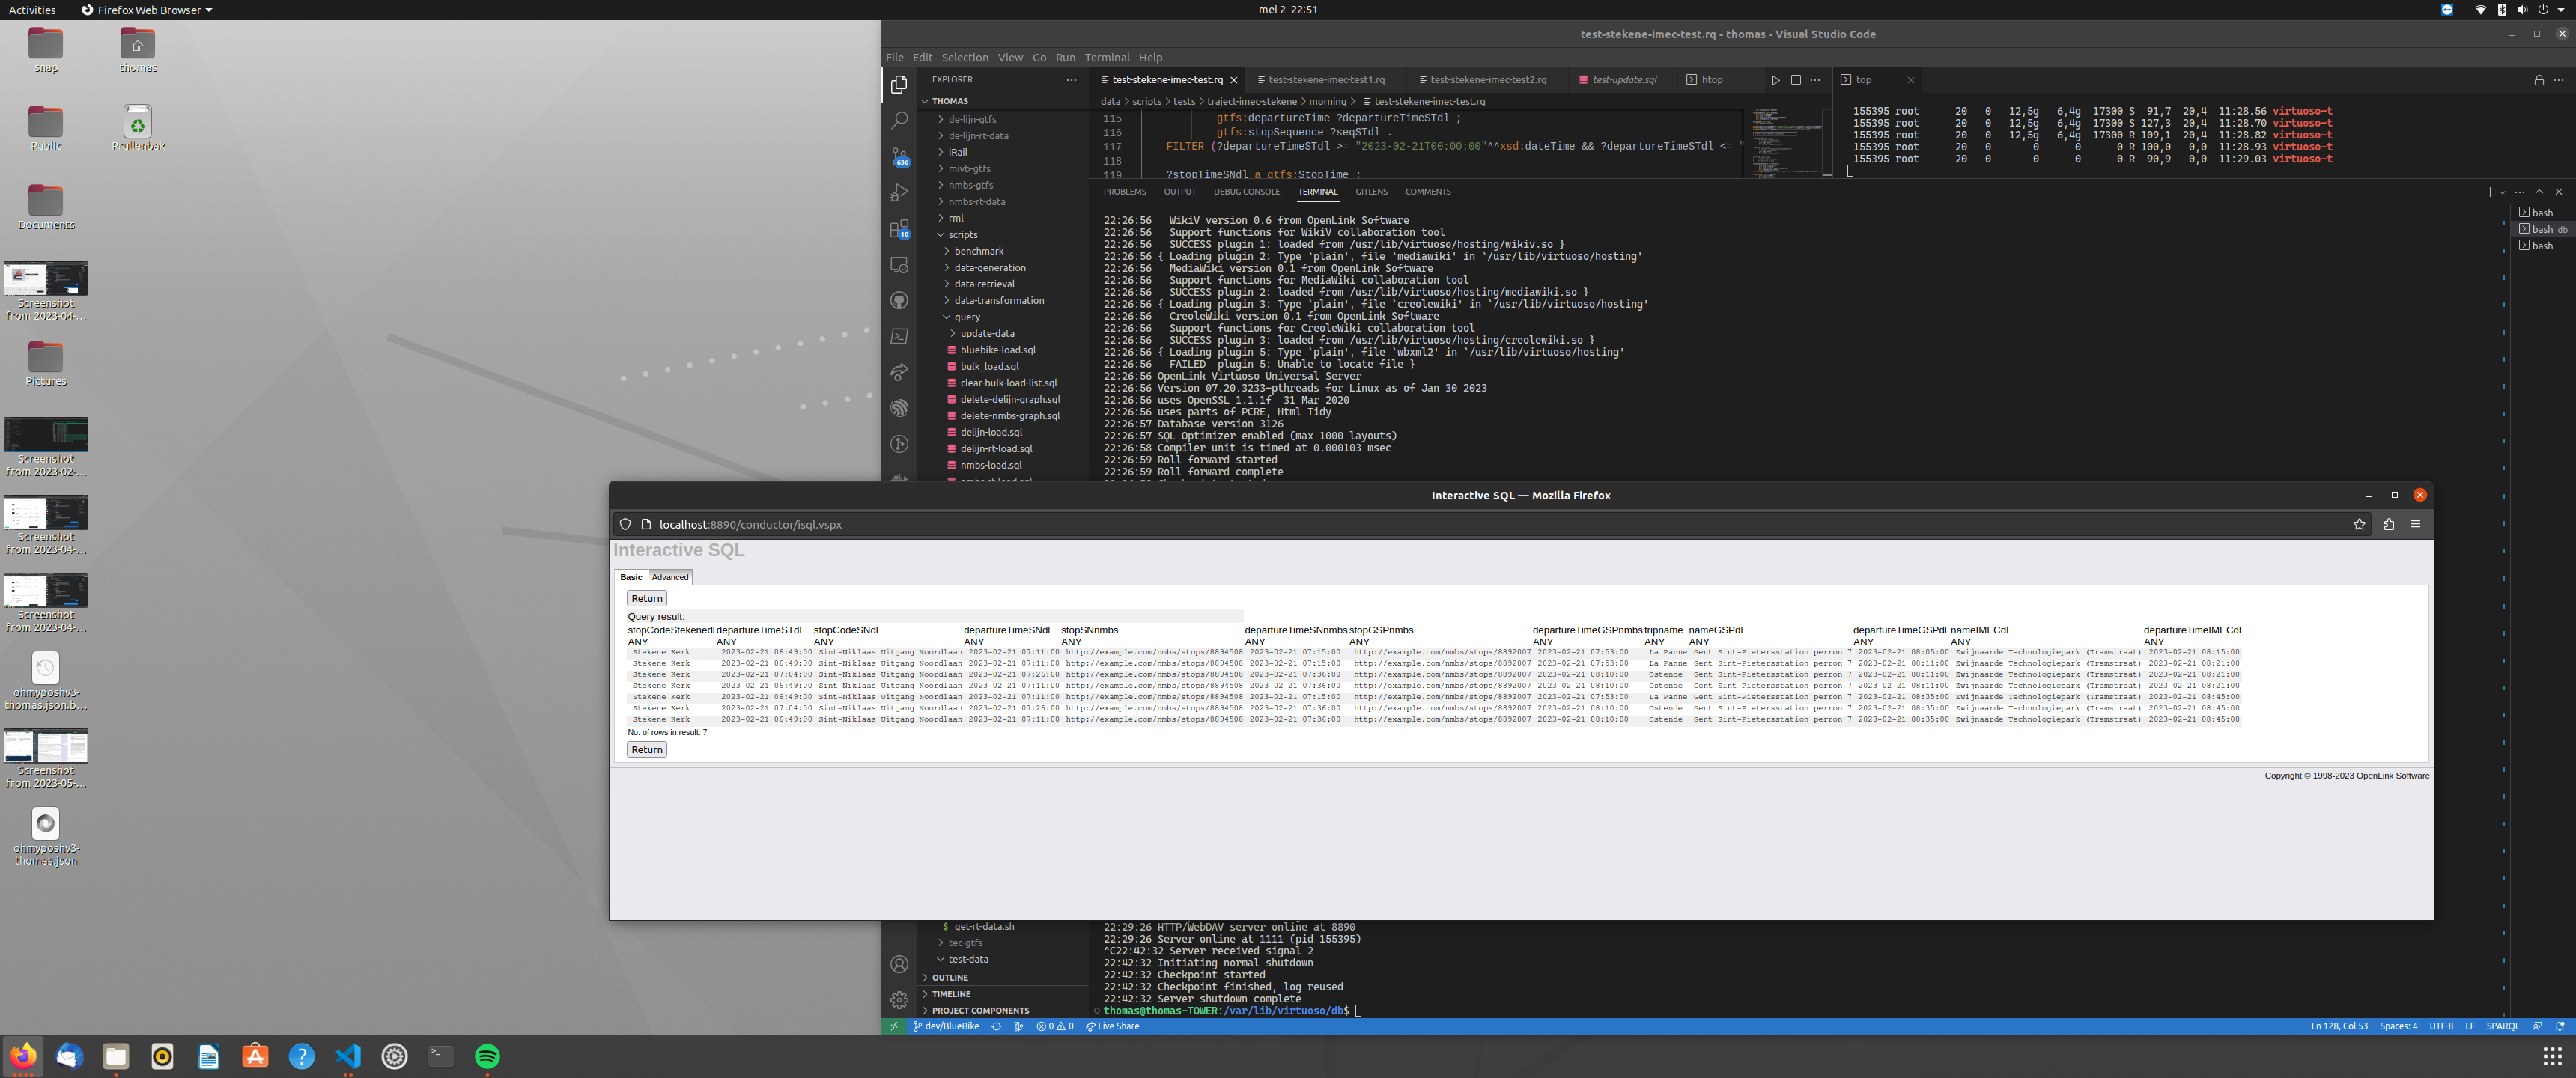 Activities
Firefox Web Browser
mei 2 22:51
snap
thomas
Public
Prullenbak
Documents
Screenshot
from 2023-04-...
Pictures
Screenshot
from 2023-02-...
Screenshot
from 2023-04-...
Screenshot
from 2023-04-...
ohmyposhv3-
thomas.json.b...
Screenshot
from 2023-05-...
ohmyposhv3-
thomas.json
test-stekene-imec-test.rq - thomas - Visual Studio Code
File Edit Selection View Go Run Terminal Help
EXPLORER
THOMAS
de-lijn-gtfs
de-lijn-rt-data
iRail
mivb-gtfs
nmbs-gtfs
nmbs-rt-data
rml
scripts
benchmark
data-generation
data-retrieval
data-transformation
query
update-data
bluebike-load.sql
bulk_load.sql
clear-bulk-load-list.sql
delete-delijn-graph.sql
delete-nmbs-graph.sql
delijn-load.sql
delijn-rt-load.sql
nmbs-load.sql
636
10
test-stekene-imec-test.rq
test-stekene-imec-test1.rq
test-stekene-imec-test2.rq
test-update.sql
htop
top
data > scripts > tests > traject-imec-stekene > morning > test-stekene-imec-test.rq
115 gtfs:departureTime ?departureTimeSTdl ;
116 gtfs:stopSequence ?seqSTdl .
117 FILTER (?departureTimeSTdl >= "2023-02-21T00:00:00"^^xsd:dateTime && ?departureTimeSTdl <= "
118
119 ?stopTimeSNdl a gtfs:StopTime ;
155395 root 20 0 12,5g 6,4g 17300 S 91,7 20,4 11:28.56 virtuoso-t
155395 root 20 0 12,5g 6,4g 17300 S 127,3 20,4 11:28.70 virtuoso-t
155395 root 20 0 12,5g 6,4g 17300 R 109,1 20,4 11:28.82 virtuoso-t
155395 root 20 0 0 0 0 R 100,0 0,0 11:28.93 virtuoso-t
155395 root 20 0 0 0 0 R 90,9 0,0 11:29.03 virtuoso-t
PROBLEMS OUTPUT DEBUG CONSOLE TERMINAL GITLENS COMMENTS
bash
bash db
bash
22:26:56 WikiV version 0.6 from OpenLink Software
22:26:56 Support functions for WikiV collaboration tool
22:26:56 SUCCESS plugin 1: loaded from /usr/lib/virtuoso/hosting/wikiv.so }
22:26:56 { Loading plugin 2: Type `plain', file `mediawiki' in `/usr/lib/virtuoso/hosting'
22:26:56 MediaWiki version 0.1 from OpenLink Software
22:26:56 Support functions for MediaWiki collaboration tool
22:26:56 SUCCESS plugin 2: loaded from /usr/lib/virtuoso/hosting/mediawiki.so }
22:26:56 { Loading plugin 3: Type `plain', file `creolewiki' in `/usr/lib/virtuoso/hosting'
22:26:56 CreoleWiki version 0.1 from OpenLink Software
22:26:56 Support functions for CreoleWiki collaboration tool
22:26:56 SUCCESS plugin 3: loaded from /usr/lib/virtuoso/hosting/creolewiki.so }
22:26:56 { Loading plugin 5: Type `plain', file `wbxml2' in `/usr/lib/virtuoso/hosting'
22:26:56 FAILED plugin 5: Unable to locate file }
22:26:56 OpenLink Virtuoso Universal Server
22:26:56 Version 07.20.3233-pthreads for Linux as of Jan 30 2023
22:26:56 uses OpenSSL 1.1.1f 31 Mar 2020
22:26:56 uses parts of PCRE, Html Tidy
22:26:57 Database version 3126
22:26:57 SQL Optimizer enabled (max 1000 layouts)
22:26:58 Compiler unit is timed at 0.000103 msec
22:26:59 Roll forward started
22:26:59 Roll forward complete
Interactive SQL — Mozilla Firefox
localhost:8890/conductor/isql.vspx
Interactive SQL
Basic Advanced
Return
Query result:
stopCodeStekenedl departureTimeSTdl stopCodeSNdl departureTimeSNdl stopSNnmbs departureTimeSNnmbs stopGSPnmbs departureTimeGSPnmbs tripname nameGSPdl departureTimeGSPdl nameIMECdl departureTimeIMECdl
ANY ANY ANY ANY ANY ANY ANY ANY ANY ANY ANY ANY ANY
Stekene Kerk 2023-02-21 06:49:00 Sint-Niklaas Uitgang Noordlaan 2023-02-21 07:11:00 http://example.com/nmbs/stops/8894508 2023-02-21 07:15:00 http://example.com/nmbs/stops/8892007 2023-02-21 07:53:00 La Panne Gent Sint-Pietersstation perron 7 2023-02-21 08:05:00 Zwijnaarde Technologiepark (Tramstraat) 2023-02-21 08:15:00
Stekene Kerk 2023-02-21 06:49:00 Sint-Niklaas Uitgang Noordlaan 2023-02-21 07:11:00 http://example.com/nmbs/stops/8894508 2023-02-21 07:15:00 http://example.com/nmbs/stops/8892007 2023-02-21 07:53:00 La Panne Gent Sint-Pietersstation perron 7 2023-02-21 08:11:00 Zwijnaarde Technologiepark (Tramstraat) 2023-02-21 08:21:00
Stekene Kerk 2023-02-21 07:04:00 Sint-Niklaas Uitgang Noordlaan 2023-02-21 07:26:00 http://example.com/nmbs/stops/8894508 2023-02-21 07:36:00 http://example.com/nmbs/stops/8892007 2023-02-21 08:10:00 Ostende Gent Sint-Pietersstation perron 7 2023-02-21 08:11:00 Zwijnaarde Technologiepark (Tramstraat) 2023-02-21 08:21:00
Stekene Kerk 2023-02-21 06:49:00 Sint-Niklaas Uitgang Noordlaan 2023-02-21 07:11:00 http://example.com/nmbs/stops/8894508 2023-02-21 07:36:00 http://example.com/nmbs/stops/8892007 2023-02-21 08:10:00 Ostende Gent Sint-Pietersstation perron 7 2023-02-21 08:11:00 Zwijnaarde Technologiepark (Tramstraat) 2023-02-21 08:21:00
Stekene Kerk 2023-02-21 06:49:00 Sint-Niklaas Uitgang Noordlaan 2023-02-21 07:11:00 http://example.com/nmbs/stops/8894508 2023-02-21 07:15:00 http://example.com/nmbs/stops/8892007 2023-02-21 07:53:00 La Panne Gent Sint-Pietersstation perron 7 2023-02-21 08:35:00 Zwijnaarde Technologiepark (Tramstraat) 2023-02-21 08:45:00
Stekene Kerk 2023-02-21 07:04:00 Sint-Niklaas Uitgang Noordlaan 2023-02-21 07:26:00 http://example.com/nmbs/stops/8894508 2023-02-21 07:36:00 http://example.com/nmbs/stops/8892007 2023-02-21 08:10:00 Ostende Gent Sint-Pietersstation perron 7 2023-02-21 08:35:00 Zwijnaarde Technologiepark (Tramstraat) 2023-02-21 08:45:00
Stekene Kerk 2023-02-21 06:49:00 Sint-Niklaas Uitgang Noordlaan 2023-02-21 07:11:00 http://example.com/nmbs/stops/8894508 2023-02-21 07:36:00 http://example.com/nmbs/stops/8892007 2023-02-21 08:10:00 Ostende Gent Sint-Pietersstation perron 7 2023-02-21 08:35:00 Zwijnaarde Technologiepark (Tramstraat) 2023-02-21 08:45:00
No. of rows in result: 7
Return
Copyright © 1998-2023 OpenLink Software
get-rt-data.sh
tec-gtfs
test-data
OUTLINE
TIMELINE
PROJECT COMPONENTS
22:29:26 HTTP/WebDAV server online at 8890
22:29:26 Server online at 1111 (pid 155395)
^C22:42:32 Server received signal 2
22:42:32 Initiating normal shutdown
22:42:32 Checkpoint started
22:42:32 Checkpoint finished, log reused
22:42:32 Server shutdown complete
thomas@thomas-TOWER:/var/lib/virtuoso/db$
dev/BlueBike 0 0 Live Share
Ln 128, Col 53 Spaces: 4 UTF-8 LF SPARQL